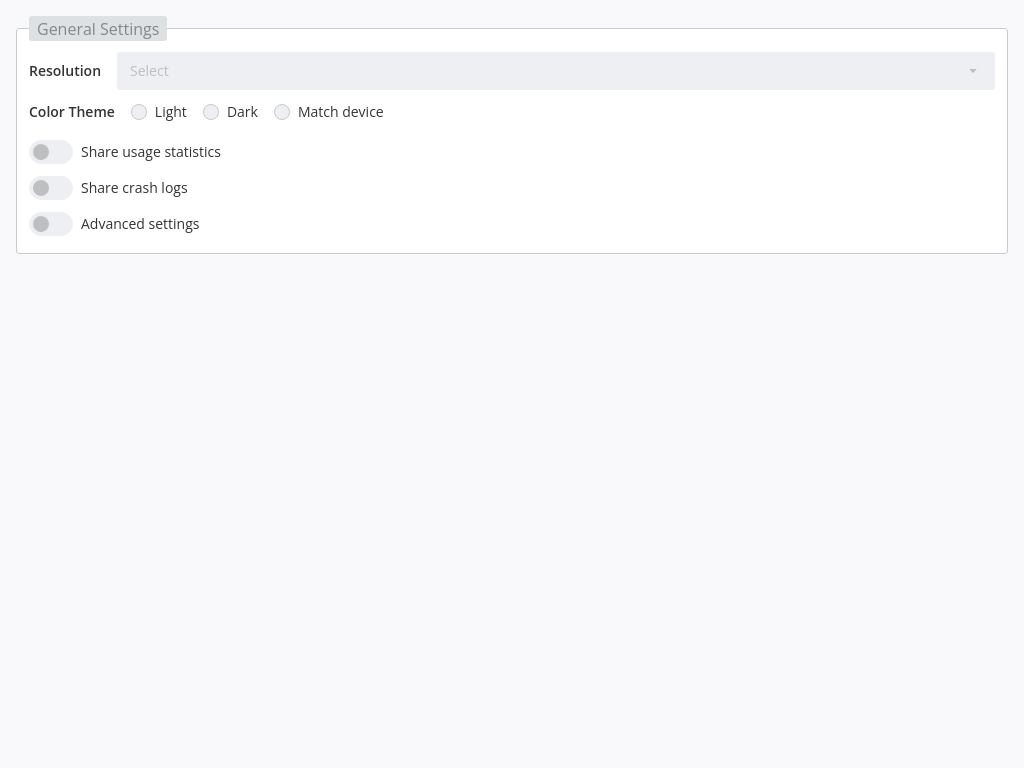 General Settings
Resolution Select
Color Theme Light Dark Match device
Share usage statistics
Share crash logs
Advanced settings